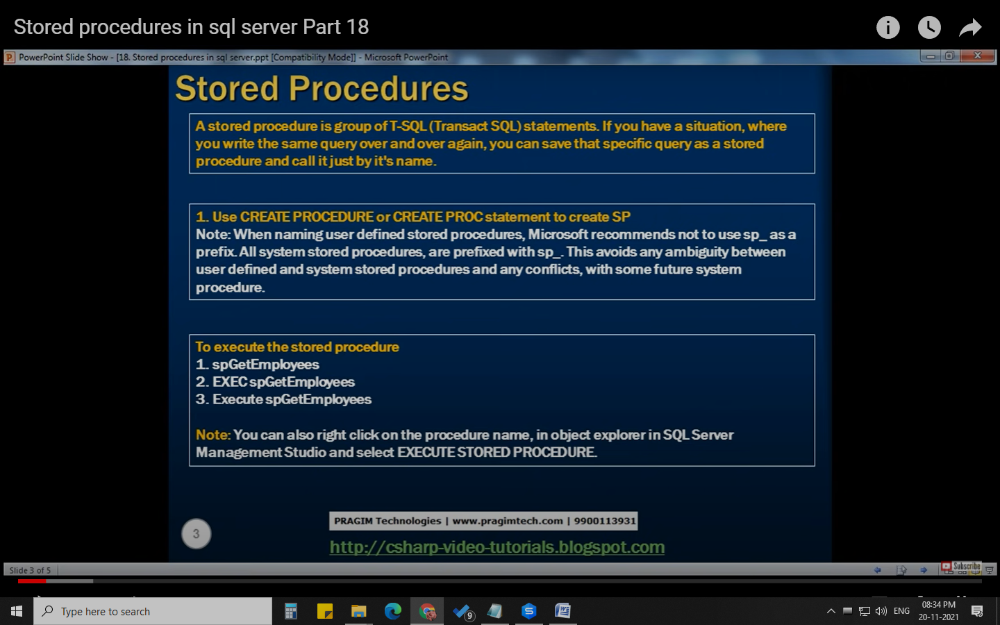 Stored procedures in sql server Part 18
PowerPoint Slide Show - [18. Stored procedures in sql server.ppt [Compatibility Mode]] - Microsoft PowerPoint
Stored Procedures
A stored procedure is group of T-SQL (Transact SQL) statements. If you have a situation, where
you write the same query over and over again, you can save that specific query as a stored
procedure and call it just by it's name.
1. Use CREATE PROCEDURE or CREATE PROC statement to create SP
Note: When naming user defined stored procedures, Microsoft recommends not to use sp_ as a
prefix. All system stored procedures, are prefixed with sp_. This avoids any ambiguity between
user defined and system stored procedures and any conflicts, with some future system
procedure.
To execute the stored procedure
1. spGetEmployees
2. EXEC spGetEmployees
3. Execute spGetEmployees
Note: You can also right click on the procedure name, in object explorer in SQL Server
Management Studio and select EXECUTE STORED PROCEDURE.
PRAGIM Technologies | www.pragimtech.com | 9900113931
3
http://csharp-video-tutorials.blogspot.com
Slide 3 of 5
Subscribe
Type here to search
9
ENG
08:34 PM
20-11-2021